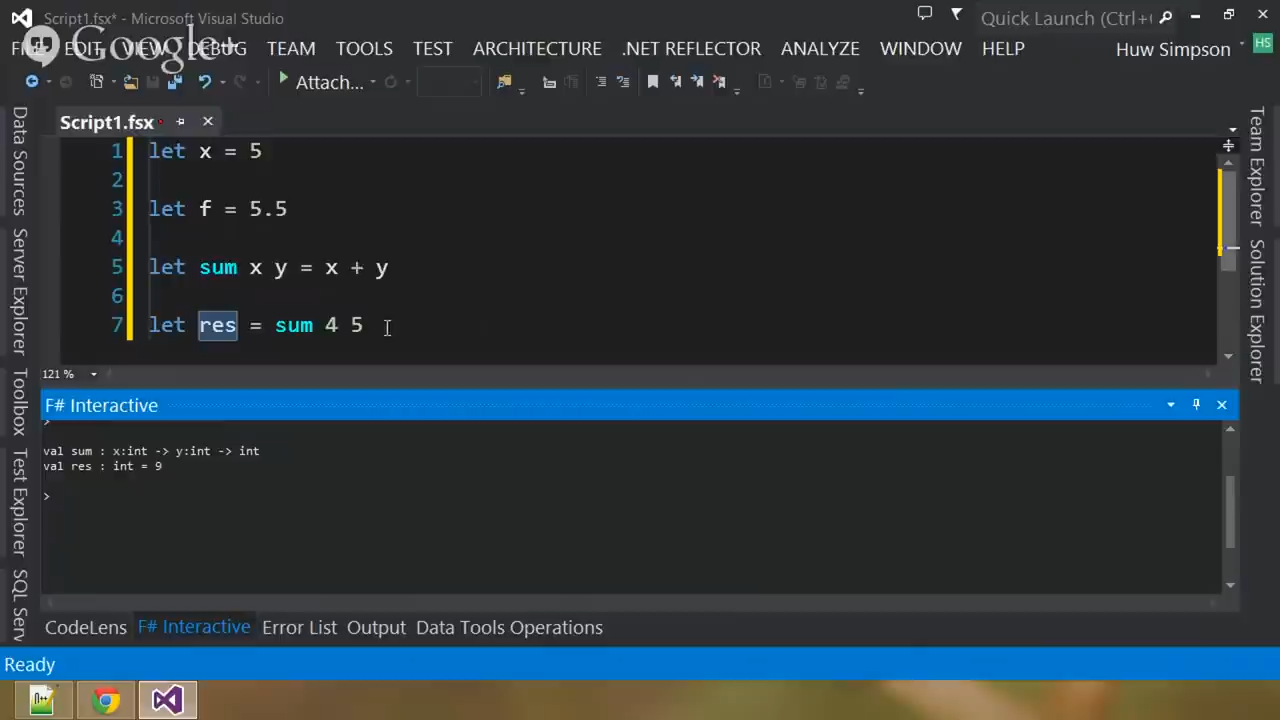 Script1.fsx* - Microsoft Visual Studio
Quick Launch (Ctrl+
Google+
FILE EDIT VIEW DEBUG TEAM TOOLS TEST ARCHITECTURE .NET REFLECTOR ANALYZE WINDOW HELP Huw Simpson HS
Attach...
Script1.fsx
1 let x = 5
2
3 let f = 5.5
4
5 let sum x y = x + y
6
7 let res = sum 4 5
121 %
F# Interactive
>
val sum : x:int -> y:int -> int
val res : int = 9
>
CodeLens F# Interactive Error List Output Data Tools Operations
Ready
Data Sources
Server Explorer
Toolbox
Test Explorer
SQL Serv
Team Explorer
Solution Explorer